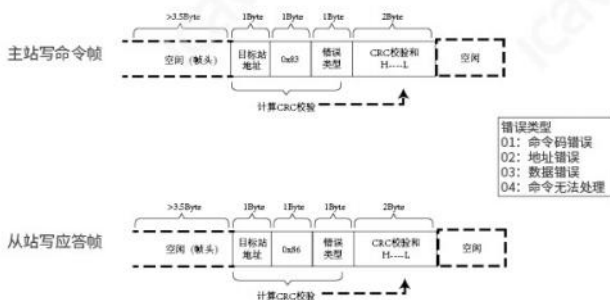 >3.5Byte 1Byte 1Byte 1Byte 2Byte
主站写命令帧
空闲（帧头） 目标站地址 0x83 错误类型 CRC校验和 H----L 空闲
计算CRC校验
错误类型
01：命令码错误
02：地址错误
03：数据错误
04：命令无法处理
>3.5Byte 1Byte 1Byte 1Byte 2Byte
从站写应答帧
空闲（帧头） 目标站地址 0x86 错误类型 CRC校验和 H----L 空闲
计算CRC校验